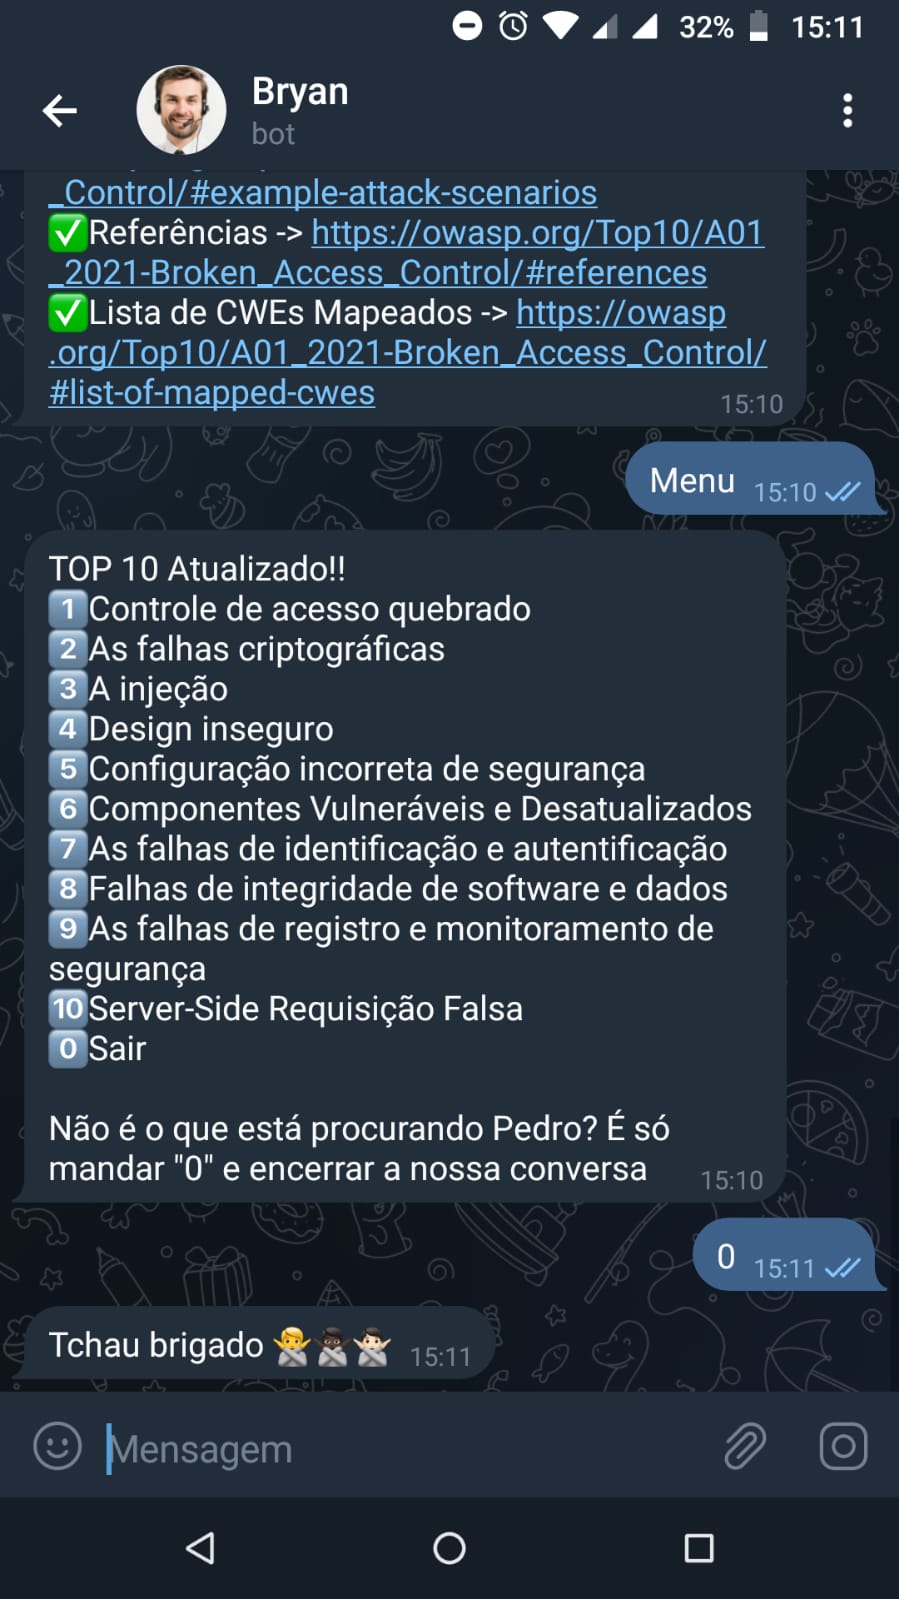 32% 15:11
Bryan
bot
_Control/#example-attack-scenarios
✅Referências -> https://owasp.org/Top10/A01
_2021-Broken_Access_Control/#references
✅Lista de CWEs Mapeados -> https://owasp
.org/Top10/A01_2021-Broken_Access_Control/
#list-of-mapped-cwes
15:10
Menu 15:10
TOP 10 Atualizado!!
1️⃣Controle de acesso quebrado
2️⃣As falhas criptográficas
3️⃣A injeção
4️⃣Design inseguro
5️⃣Configuração incorreta de segurança
6️⃣Componentes Vulneráveis e Desatualizados
7️⃣As falhas de identificação e autentificação
8️⃣Falhas de integridade de software e dados
9️⃣As falhas de registro e monitoramento de
segurança
🔟Server-Side Requisição Falsa
0️⃣Sair
Não é o que está procurando Pedro? É só
mandar "0" e encerrar a nossa conversa
15:10
0 15:11
Tchau brigado 15:11
Mensagem